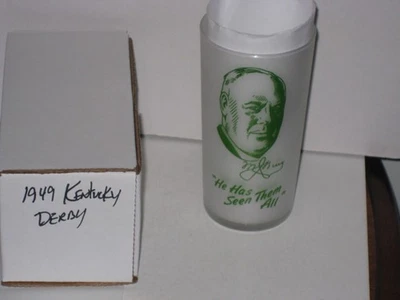 1949 KENTUCKY
DERBY
"He Has
Seen Them
All"